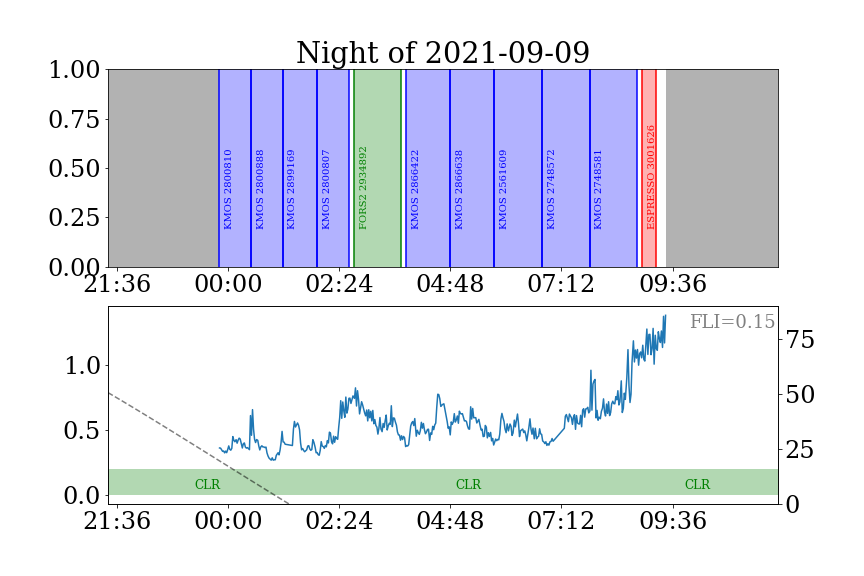 Night of 2021-09-09
1.00
0.75
0.50
0.25
0.00
KMOS 2800810
KMOS 2800888
KMOS 2899169
KMOS 2800807
FORS2 2934892
KMOS 2866422
KMOS 2866638
KMOS 2561609
KMOS 2748572
KMOS 2748581
ESPRESSO 3001626
21:36 00:00 02:24 04:48 07:12 09:36
FLI=0.15
1.0
0.5
0.0
75
50
25
0
CLR CLR CLR
21:36 00:00 02:24 04:48 07:12 09:36